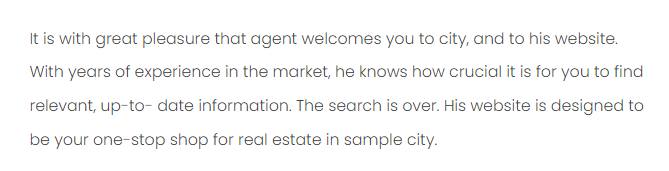 It is with great pleasure that agent welcomes you to city, and to his website.
With years of experience in the market, he knows how crucial it is for you to find
relevant, up-to- date information. The search is over. His website is designed to
be your one-stop shop for real estate in sample city.